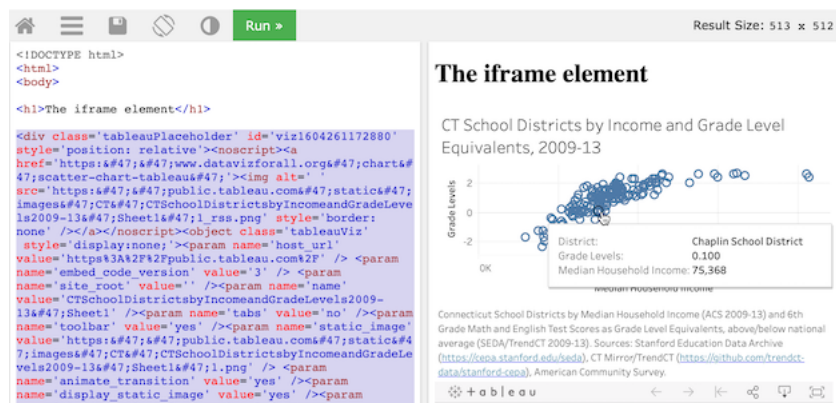 Run »
Result Size: 513 x 512
<!DOCTYPE html>
<html>
<body>
<h1>The iframe element</h1>
<div class='tableauPlaceholder' id='viz1604261172880'
style='position: relative'><noscript><a
href='https:&#47;&#47;www.datavizforall.org&#47;chart&#
47;scatter-chart-tableau&#47;'><img alt=' '
src='https:&#47;&#47;public.tableau.com&#47;static&#47;
images&#47;CT&#47;CTSchoolDistrictsbyIncomeandGradeLeve
ls2009-13&#47;Sheet1&#47;1_rss.png' style='border:
none' /></a></noscript><object class='tableauViz'
style='display:none;'><param name='host_url'
value='https%3A%2F%2Fpublic.tableau.com%2F' /> <param
name='embed_code_version' value='3' /> <param
name='site_root' value='' /><param name='name'
value='CTSchoolDistrictsbyIncomeandGradeLevels2009-
13&#47;Sheet1' /><param name='tabs' value='no' /><param
name='toolbar' value='yes' /><param name='static_image'
value='https:&#47;&#47;public.tableau.com&#47;static&#4
7;images&#47;CT&#47;CTSchoolDistrictsbyIncomeandGradeLe
vels2009-13&#47;Sheet1&#47;1.png' /> <param
name='animate_transition' value='yes' /><param
name='display_static_image' value='yes' /><param
The iframe element
CT School Districts by Income and Grade Level
Equivalents, 2009-13
Grade Levels
2
0
-2
0K
District: Chaplin School District
Grade Levels: 0.100
Median Household Income: 75,368
Median Household Income
Connecticut School Districts by Median Household Income (ACS 2009-13) and 6th
Grade Math and English Test Scores as Grade Level Equivalents, above/below national
average (SEDA/TrendCT 2009-13). Sources: Stanford Education Data Archive
(https://cepa.stanford.edu/seda), CT Mirror/TrendCT (https://github.com/trendct-
data/stanford-cepa), American Community Survey.
+ableau